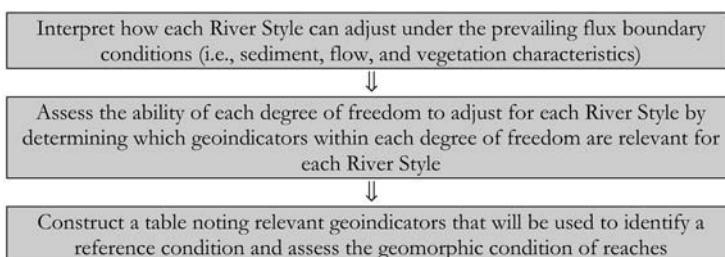 Interpret how each River Style can adjust under the prevailing flux boundary
conditions (i.e., sediment, flow, and vegetation characteristics)
⇓
Assess the ability of each degree of freedom to adjust for each River Style by
determining which geoindicators within each degree of freedom are relevant for
each River Style
⇓
Construct a table noting relevant geoindicators that will be used to identify a
reference condition and assess the geomorphic condition of reaches